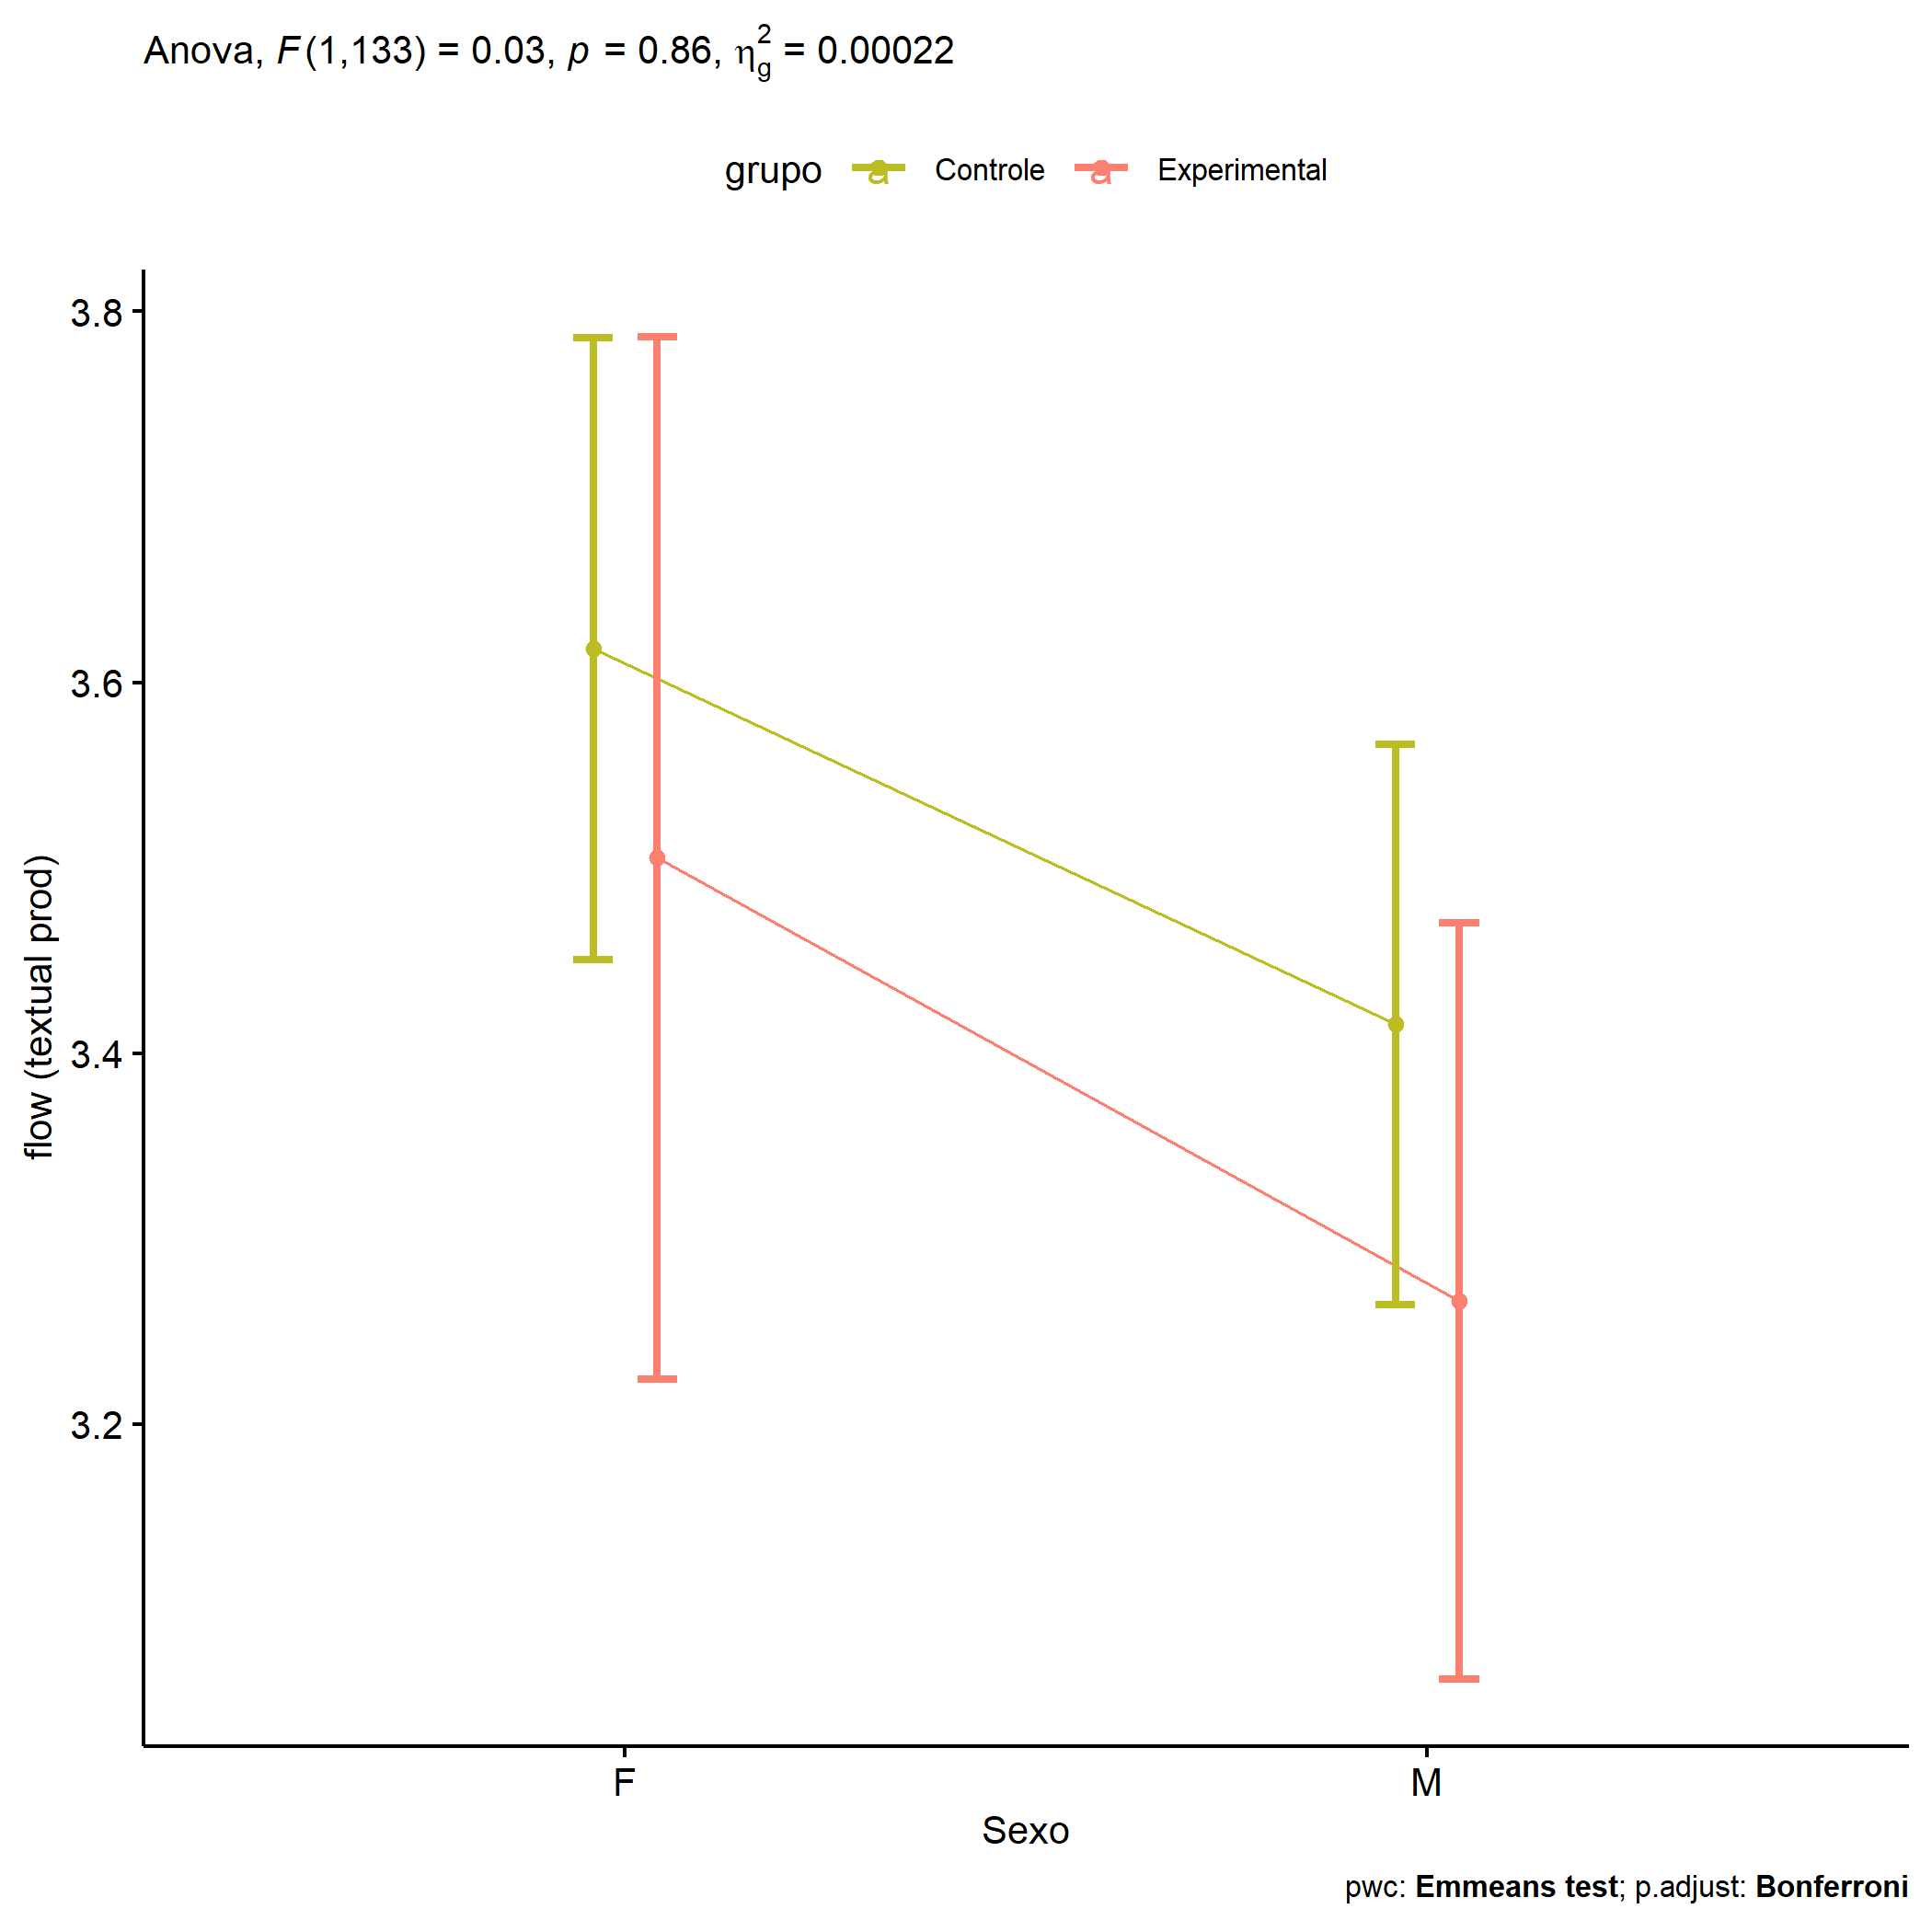 Anova, F(1,133) = 0.03, p = 0.86, η²g = 0.00022
grupo a Controle a Experimental
3.8
3.6
3.4
3.2
flow (textual prod)
F M
Sexo
pwc: Emmeans test; p.adjust: Bonferroni